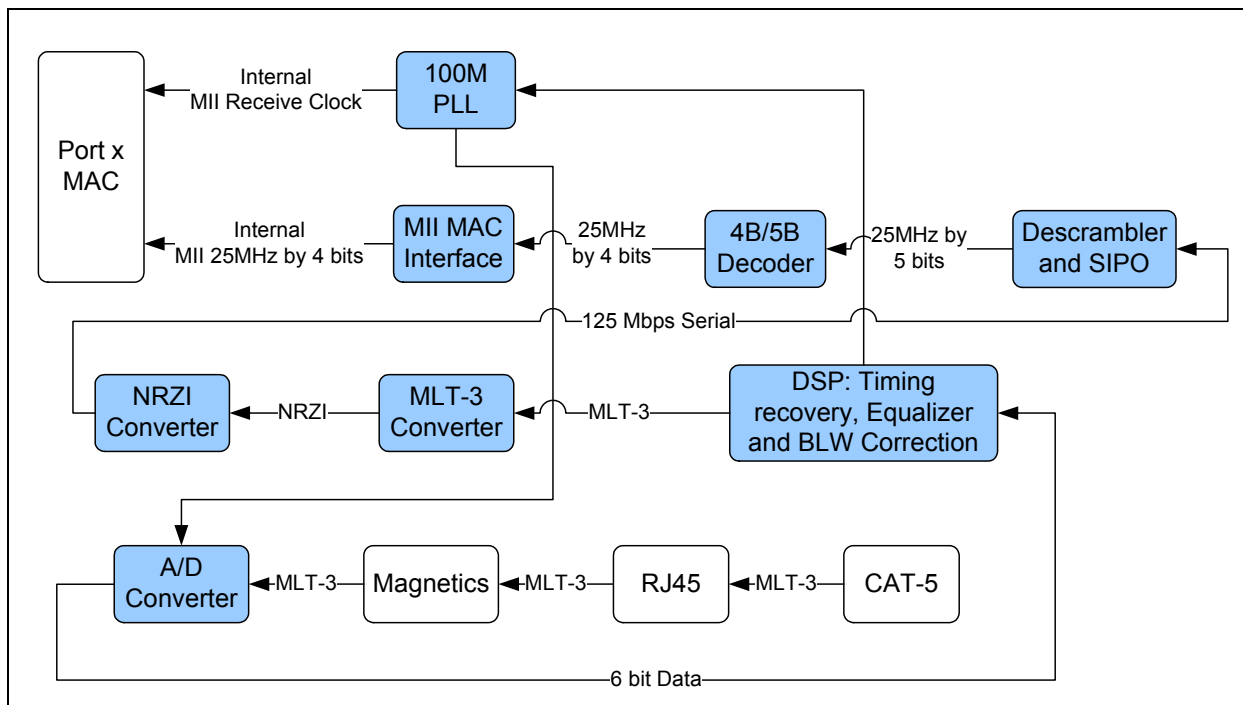 Port x
MAC
Internal
MII Receive Clock
100M
PLL
Internal
MII 25MHz by 4 bits
MII MAC
Interface
25MHz
by 4 bits
4B/5B
Decoder
25MHz by
5 bits
Descrambler
and SIPO
125 Mbps Serial
NRZI
Converter
NRZI
MLT-3
Converter
MLT-3
DSP: Timing
recovery, Equalizer
and BLW Correction
A/D
Converter
MLT-3
Magnetics
MLT-3
RJ45
MLT-3
CAT-5
6 bit Data